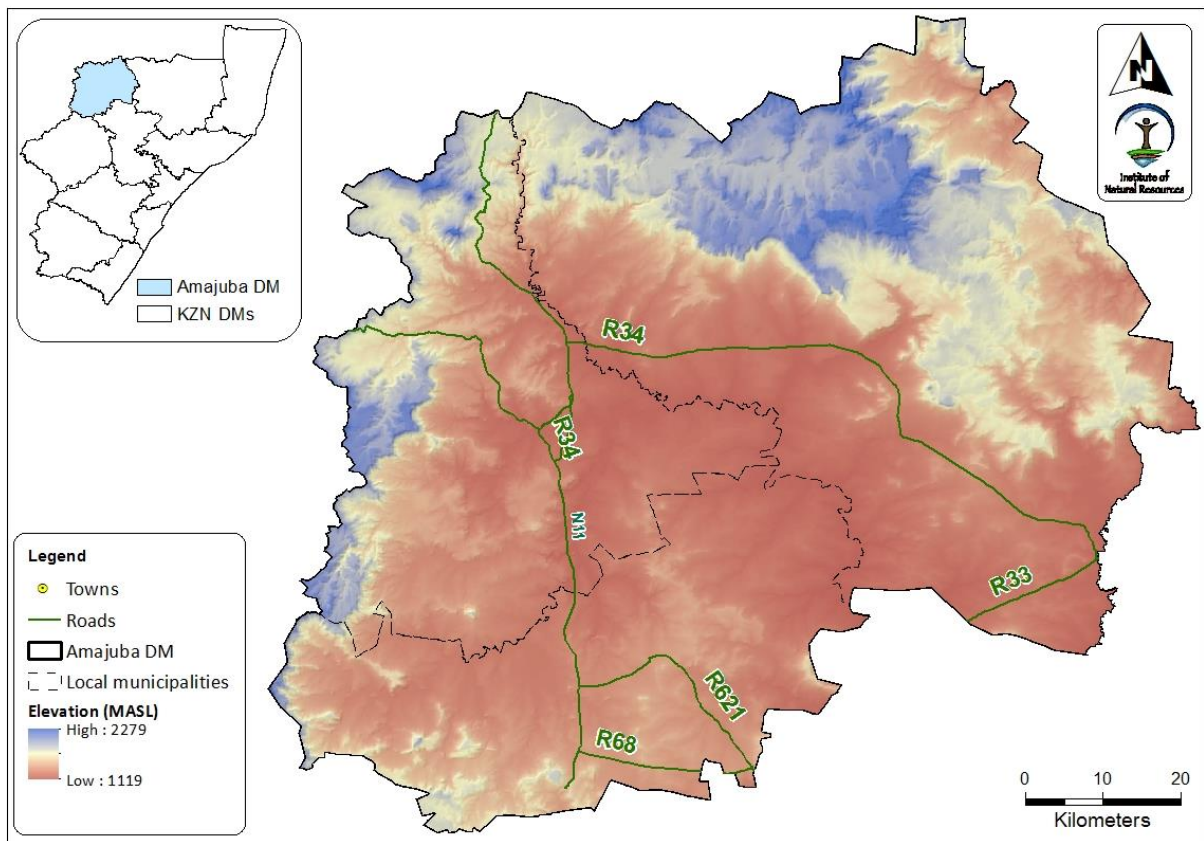 Amajuba DM
KZN DMs
N
Institute of
Natural Resources
R34
R34
N11
R33
R621
R68
Legend
Towns
Roads
Amajuba DM
Local municipalities
Elevation (MASL)
High : 2279
Low : 1119
0 10 20
Kilometers